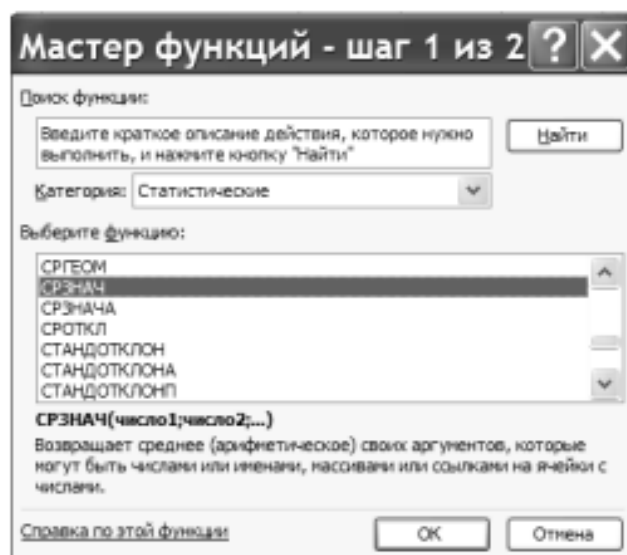 Мастер функций - шаг 1 из 2
Поиск функции:
Введите краткое описание действия, которое нужно
выполнить, и нажмите кнопку "Найти"
Найти
Категория: Статистические
Выберите функцию:
СРГЕОМ
СРЗНАЧ
СРЗНАЧА
СРОТКЛ
СТАНДОТКЛОН
СТАНДОТКЛОНА
СТАНДОТКЛОНП
СРЗНАЧ(число1;число2;...)
Возвращает среднее (арифметическое) своих аргументов, которые
могут быть числами или именами, массивами или ссылками на ячейки с
числами.
Справка по этой функции
ОК
Отмена